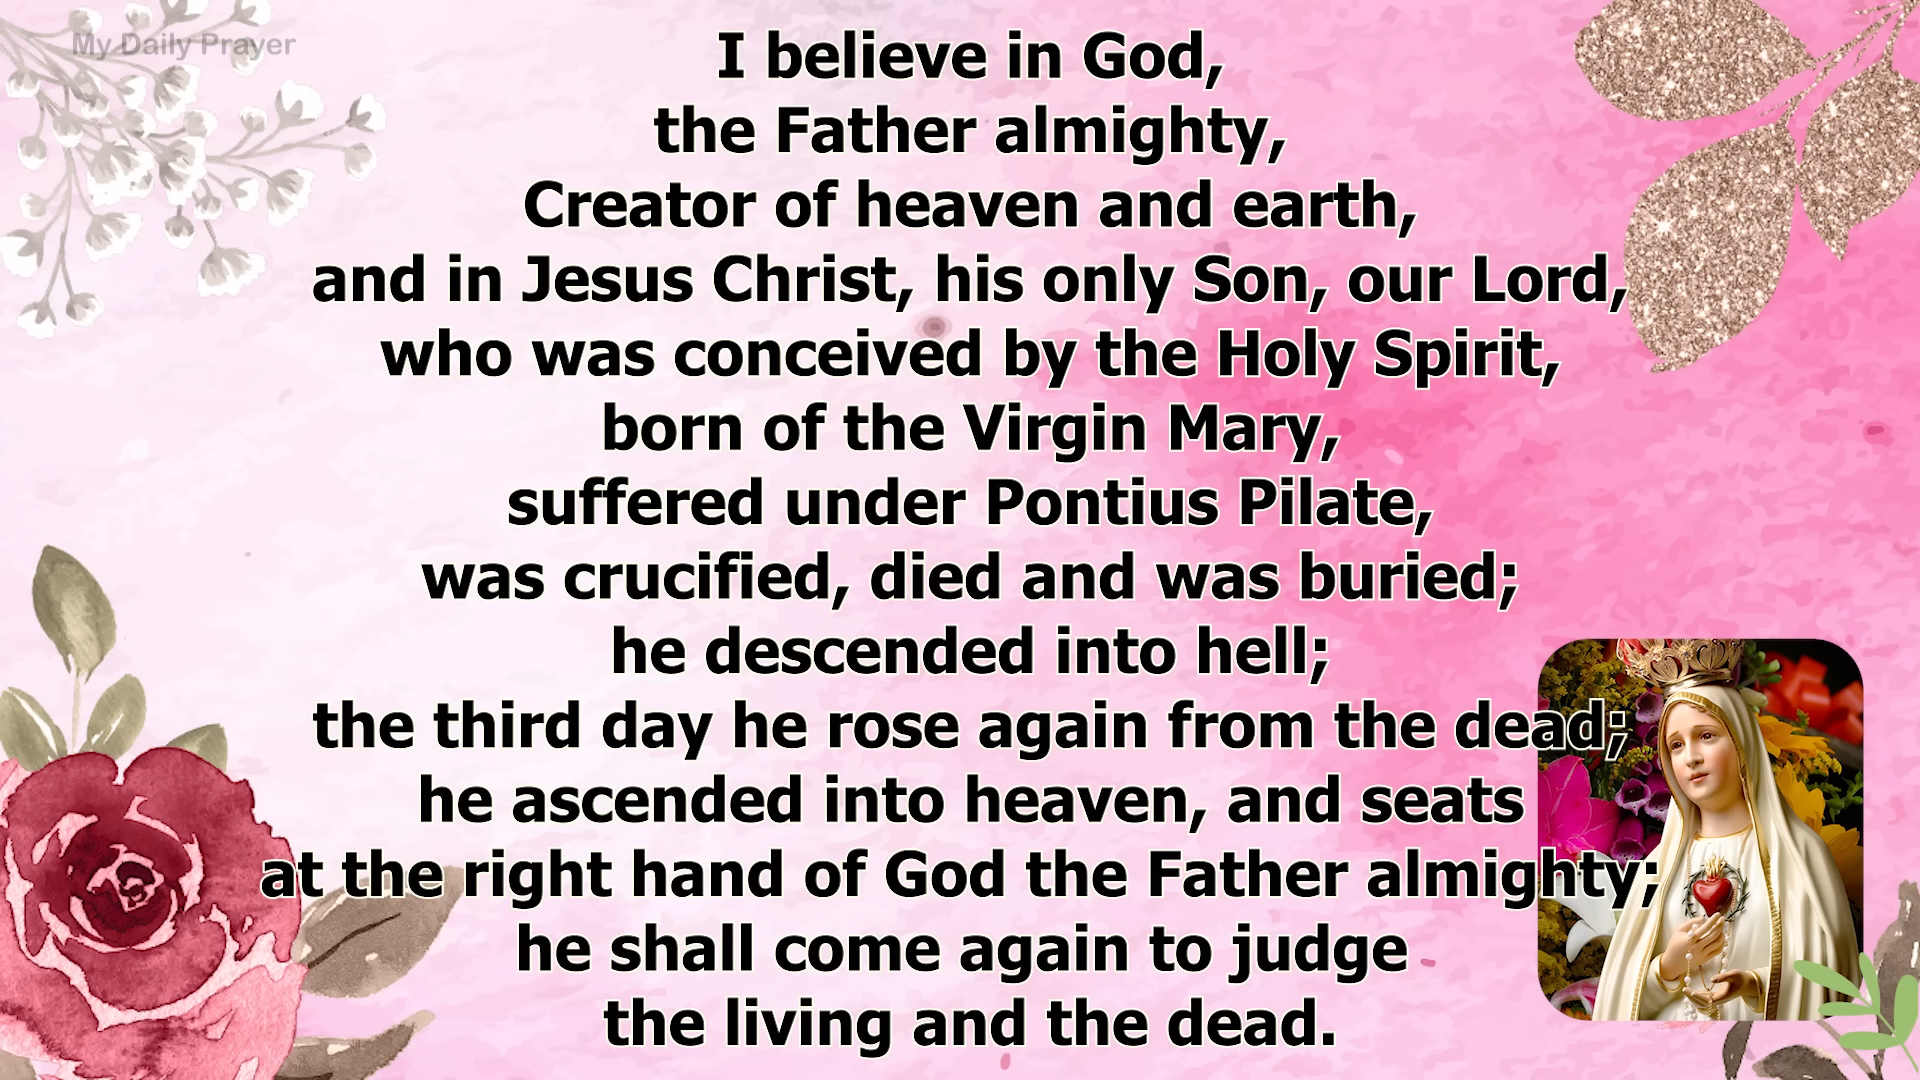 My Daily Prayer
I believe in God,
the Father almighty,
Creator of heaven and earth,
and in Jesus Christ, his only Son, our Lord,
who was conceived by the Holy Spirit,
born of the Virgin Mary,
suffered under Pontius Pilate,
was crucified, died and was buried;
he descended into hell;
the third day he rose again from the dead;
he ascended into heaven, and seats
at the right hand of God the Father almighty;
he shall come again to judge
the living and the dead.